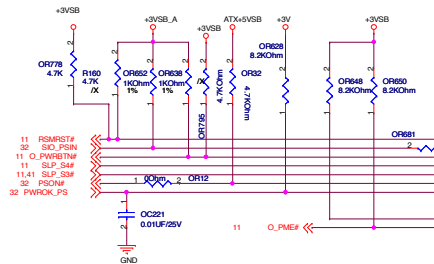 +3VSB
+3VSB_A
+3VSB
ATX+5VSB
+3V
+3VSB
OR778
4.7K
R160
4.7K
/X
OR652
1KOhm
1%
OR638
1KOhm
1%
/X
4.7KOhm
OR795
OR32
4.7KOhm
OR628
8.2KOhm
OR648
8.2KOhm
OR650
8.2KOhm
OR681
2
11 RSMRST#
32 SIO_PSIN
11 O_PWRBTN#
11 SLP_S4#
11,41 SLP_S3#
32 PSON#
32 PWROK_PS
1 0Ohm 2 OR12
OC221
0.01UF/25V
GND
11 O_PME#